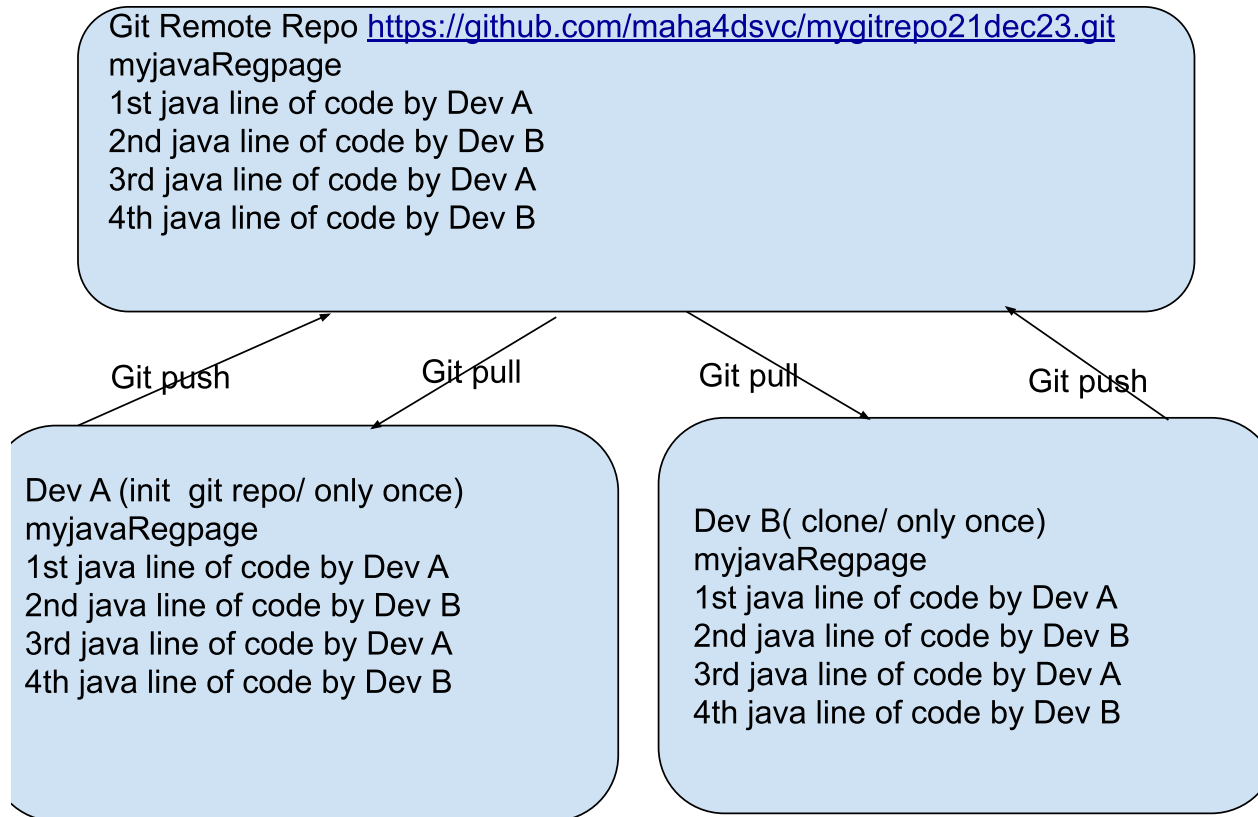 Git Remote Repo https://github.com/maha4dsvc/mygitrepo21dec23.git
myjavaRegpage
1st java line of code by Dev A
2nd java line of code by Dev B
3rd java line of code by Dev A
4th java line of code by Dev B
Git push
Git pull
Git pull
Git push
Dev A (init  git repo/ only once)
myjavaRegpage
1st java line of code by Dev A
2nd java line of code by Dev B
3rd java line of code by Dev A
4th java line of code by Dev B
Dev B( clone/ only once)
myjavaRegpage
1st java line of code by Dev A
2nd java line of code by Dev B
3rd java line of code by Dev A
4th java line of code by Dev B